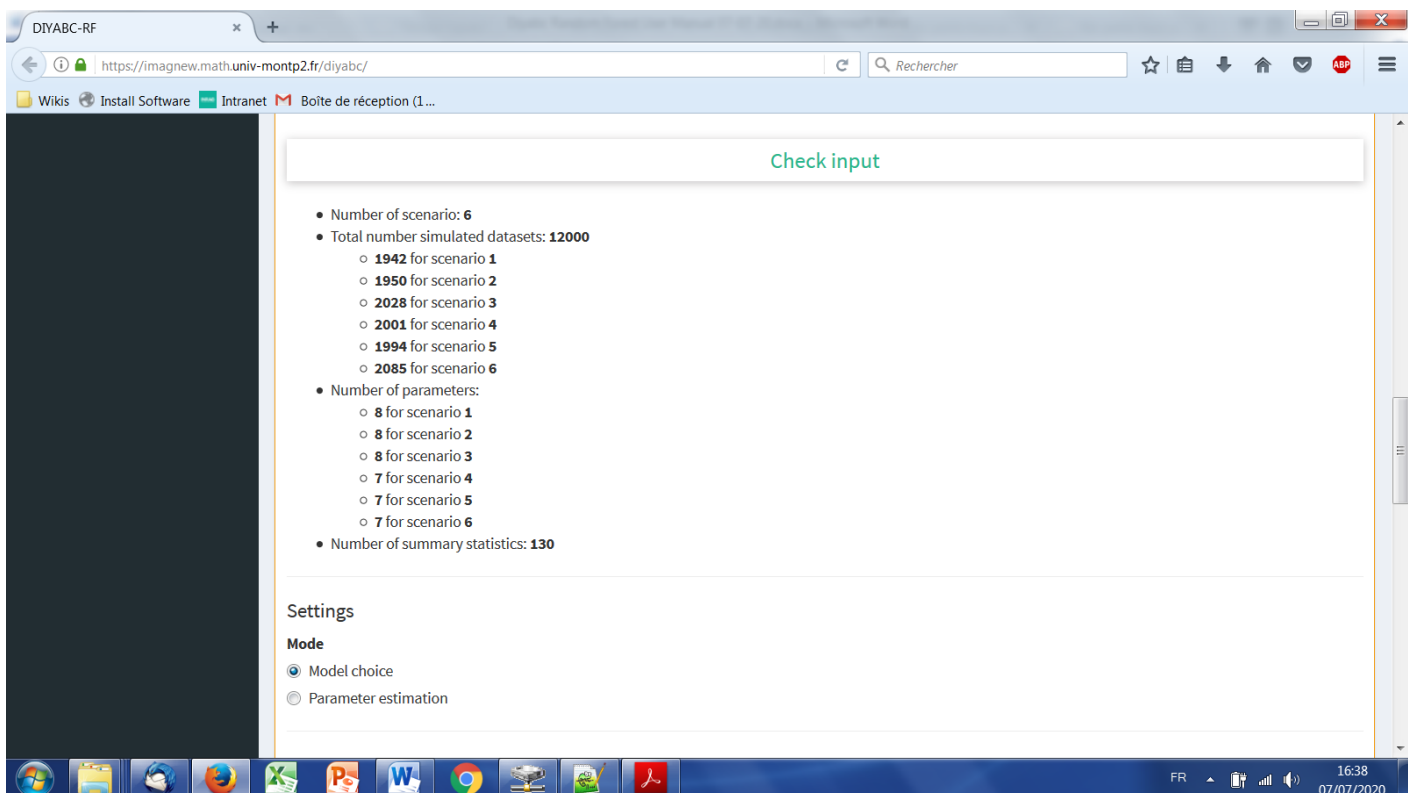 DIYABC-RF
https://imagnew.math.univ-montp2.fr/diyabc/
Rechercher
ABP
Wikis
Install Software
Intranet
Boîte de réception (1...
Check input
Number of scenario: 6
Total number simulated datasets: 12000
1942 for scenario 1
1950 for scenario 2
2028 for scenario 3
2001 for scenario 4
1994 for scenario 5
2085 for scenario 6
Number of parameters:
8 for scenario 1
8 for scenario 2
8 for scenario 3
7 for scenario 4
7 for scenario 5
7 for scenario 6
Number of summary statistics: 130
Settings
Mode
Model choice
Parameter estimation
FR
16:38
07/07/2020